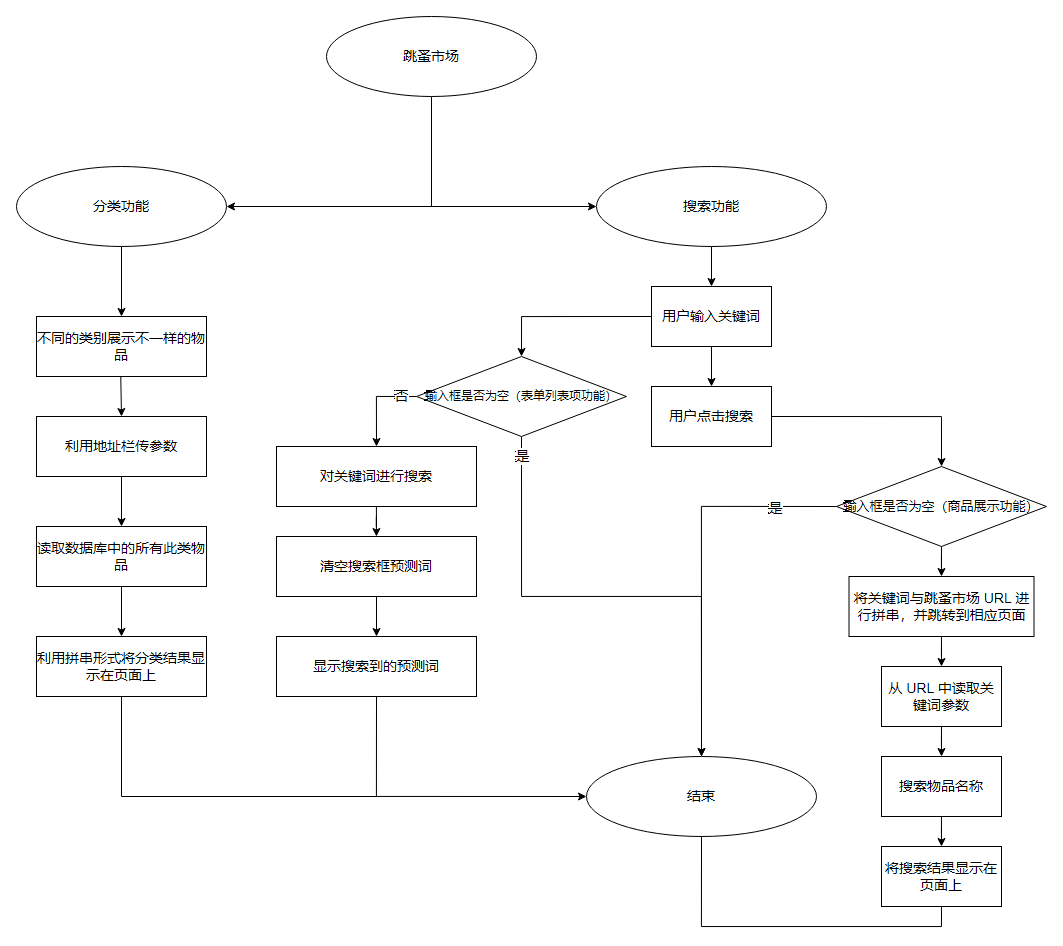 跳蚤市场
分类功能
搜索功能
不同的类别展示不一样的物
品
利用地址栏传参数
读取数据库中的所有此类物
品
利用拼串形式将分类结果显
示在页面上
用户输入关键词
用户点击搜索
输入框是否为空（表单列表项功能）
否
是
对关键词进行搜索
清空搜索框预测词
显示搜索到的预测词
输入框是否为空（商品展示功能）
是
将关键词与跳蚤市场 URL 进
行拼串，并跳转到相应页面
从 URL 中读取关
键词参数
搜索物品名称
将搜索结果显示在
页面上
结束